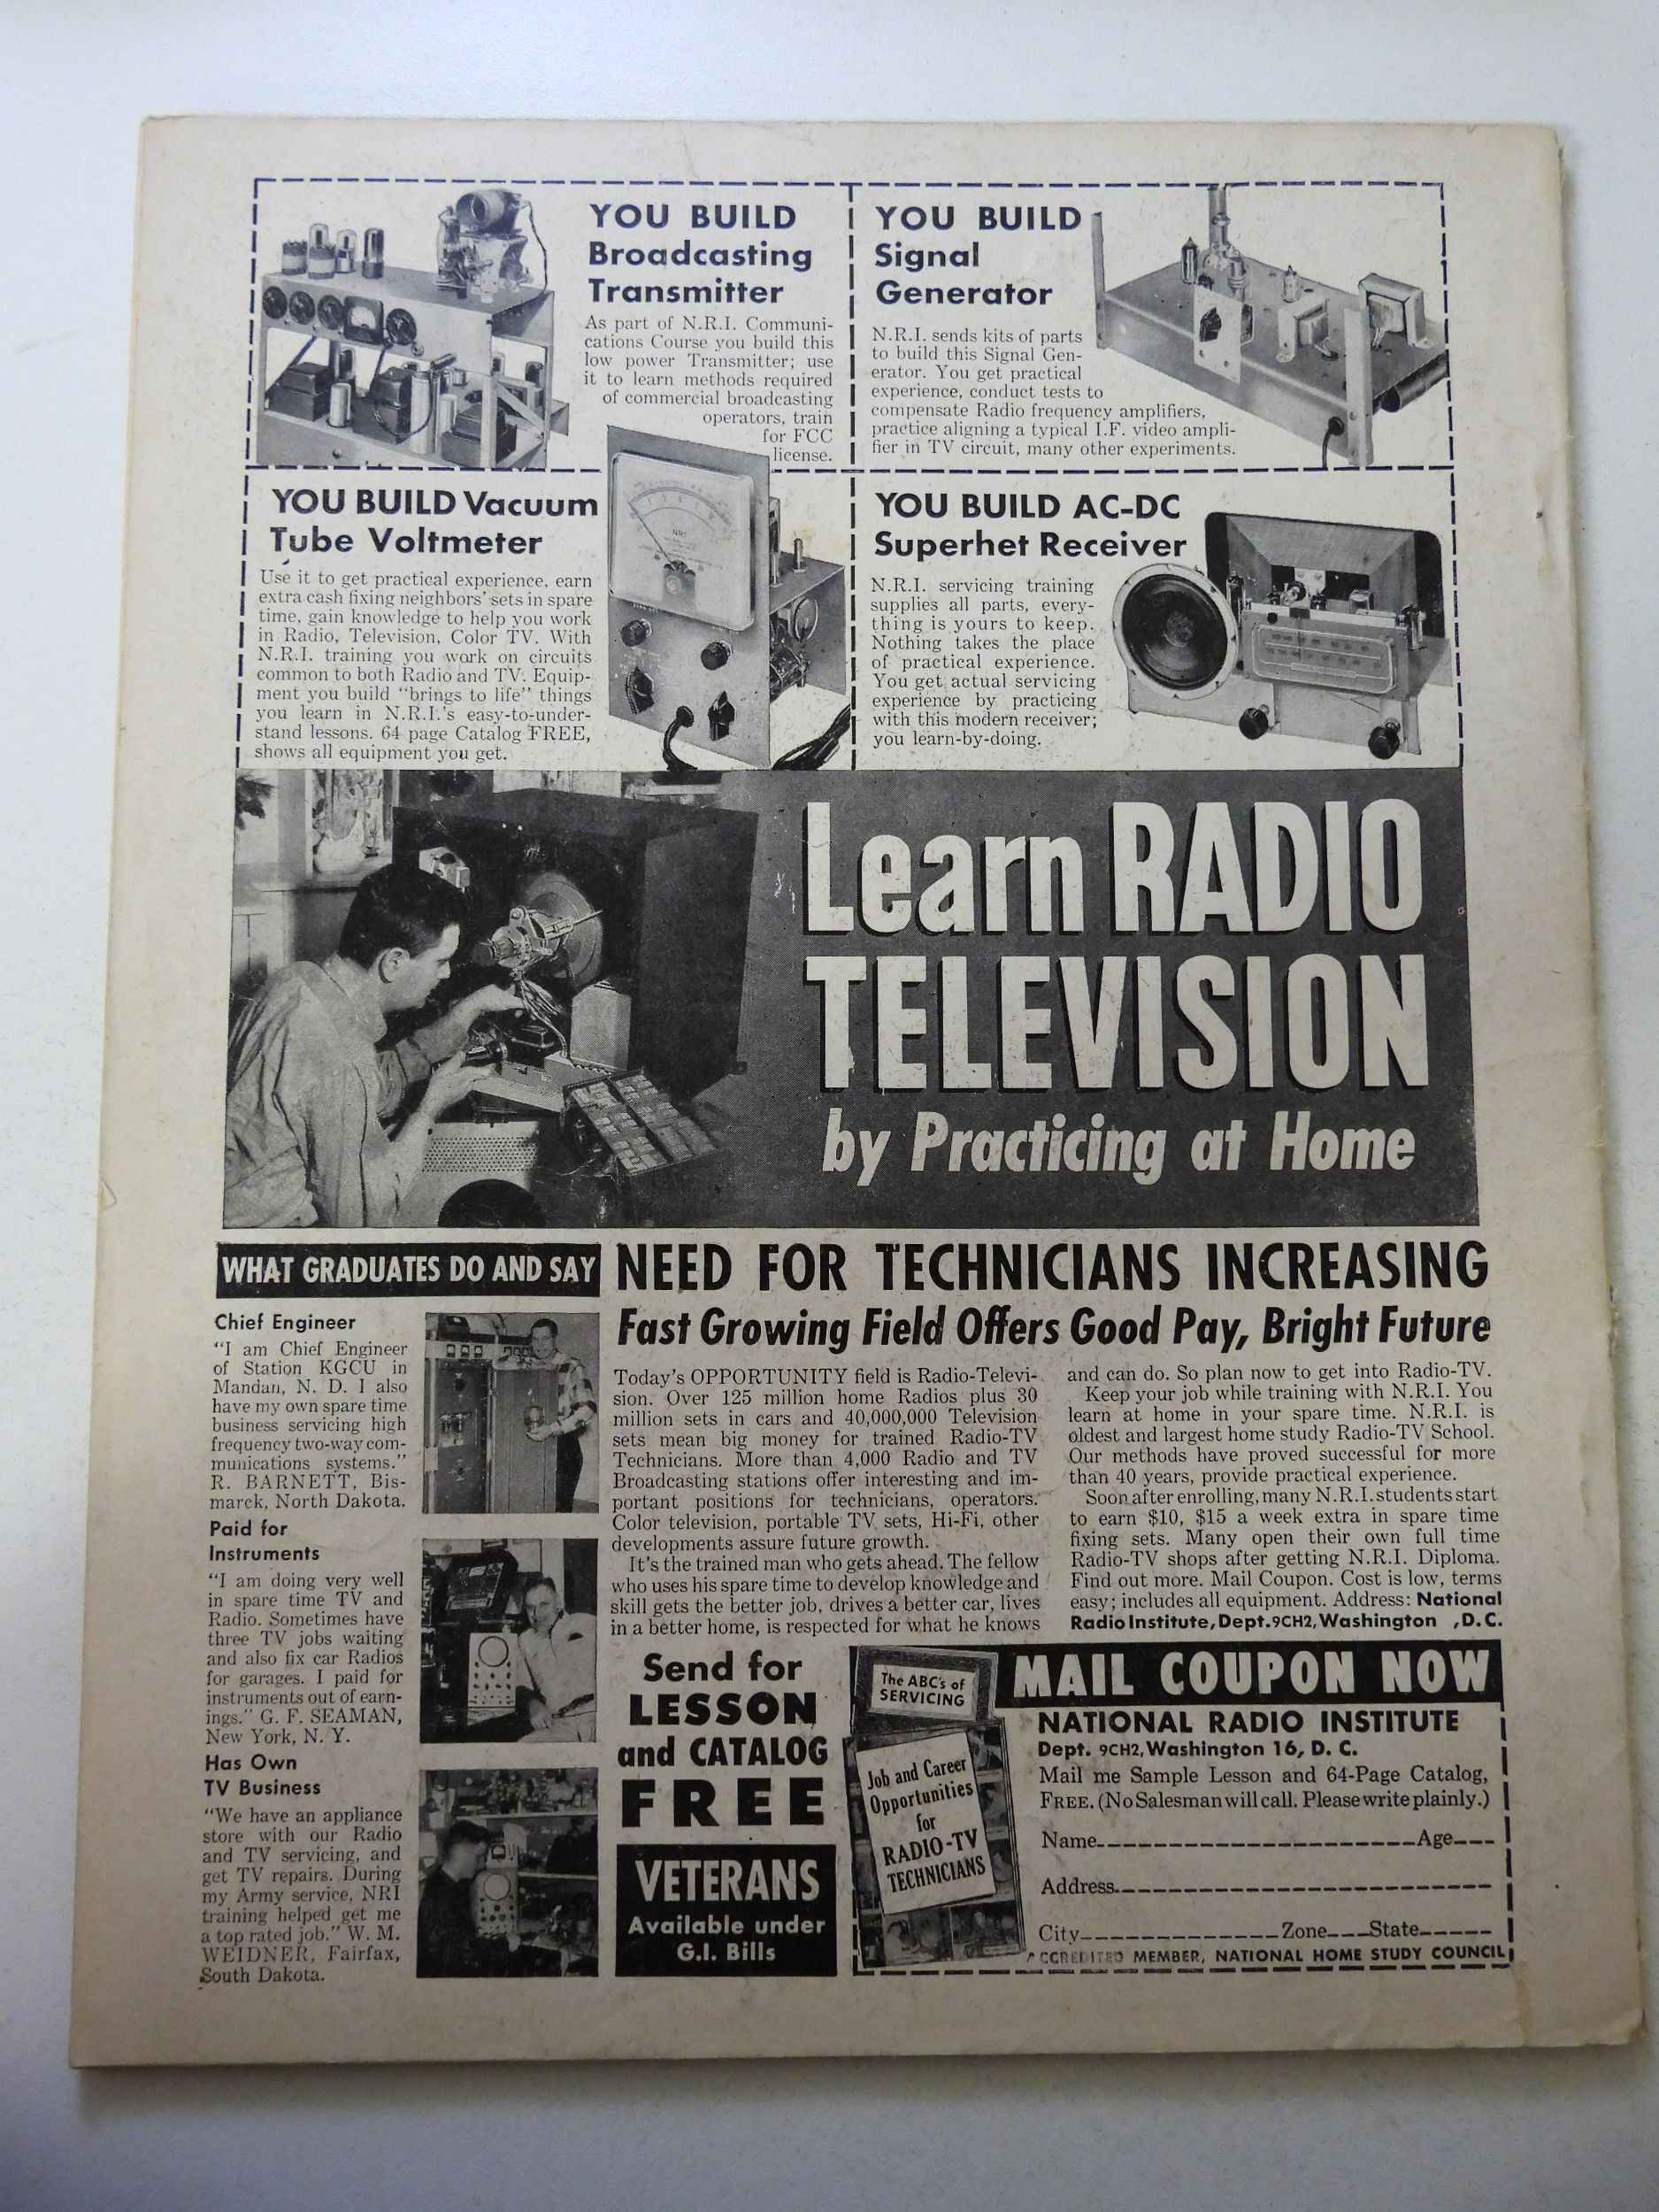 YOU BUILD
Broadcasting
Transmitter
As part of N.R.I. Communi-
cations Course you build this
low power Transmitter; use
it to learn methods required
of commercial broadcasting
operators, train
for FCC
license.
YOU BUILD
Signal
Generator
N.R.I. sends kits of parts
to build this Signal Gen-
erator. You get practical
experience, conduct tests to
compensate Radio frequency amplifiers,
practice aligning a typical I.F. video ampli-
fier in TV circuit, many other experiments.
YOU BUILD Vacuum
Tube Voltmeter
Use it to get practical experience, earn
extra cash fixing neighbors' sets in spare
time, gain knowledge to help you work
in Radio, Television, Color TV. With
N.R.I. training you work on circuits
common to both Radio and TV. Equip-
ment you build "brings to life" things
you learn in N.R.I.'s easy-to-under-
stand lessons. 64 page Catalog FREE,
shows all equipment you get.
NRI
YOU BUILD AC-DC
Superhet Receiver
N.R.I. servicing training
supplies all parts, every-
thing is yours to keep.
Nothing takes the place
of practical experience.
You get actual servicing
experience by practicing
with this modern receiver;
you learn-by-doing.
Learn RADIO
TELEVISION
by Practicing at Home
WHAT GRADUATES DO AND SAY
Chief Engineer
"I am Chief Engineer
of Station KGCU in
Mandan, N. D. I also
have my own spare time
business servicing high
frequency two-way com-
munications systems."
R. BARNETT, Bis-
marck, North Dakota.
Paid for
Instruments
"I am doing very well
in spare time TV and
Radio. Sometimes have
three TV jobs waiting
and also fix car Radios
for garages. I paid for
instruments out of earn-
ings." G. F. SEAMAN,
New York, N. Y.
Has Own
TV Business
"We have an appliance
store with our Radio
and TV servicing, and
get TV repairs. During
my Army service, NRI
training helped get me
a top rated job." W. M.
WEIDNER, Fairfax,
South Dakota.
NEED FOR TECHNICIANS INCREASING
Fast Growing Field Offers Good Pay, Bright Future
Today's OPPORTUNITY field is Radio-Televi-
sion. Over 125 million home Radios plus 30
million sets in cars and 40,000,000 Television
sets mean big money for trained Radio-TV
Technicians. More than 4,000 Radio and TV
Broadcasting stations offer interesting and im-
portant positions for technicians, operators.
Color television, portable TV sets, Hi-Fi, other
developments assure future growth.
It's the trained man who gets ahead. The fellow
who uses his spare time to develop knowledge and
skill gets the better job, drives a better car, lives
in a better home, is respected for what he knows
and can do. So plan now to get into Radio-TV.
Keep your job while training with N.R.I. You
learn at home in your spare time. N.R.I. is
oldest and largest home study Radio-TV School.
Our methods have proved successful for more
than 40 years, provide practical experience.
Soon after enrolling, many N.R.I. students start
to earn $10, $15 a week extra in spare time
fixing sets. Many open their own full time
Radio-TV shops after getting N.R.I. Diploma.
Find out more. Mail Coupon. Cost is low, terms
easy; includes all equipment. Address: National
Radio Institute, Dept. 9CH2, Washington , D.C.
Send for
LESSON
and CATALOG
FREE
VETERANS
Available under
G.I. Bills
The ABC's of
SERVICING
Job and Career
Opportunities
for
RADIO-TV
TECHNICIANS
MAIL COUPON NOW
NATIONAL RADIO INSTITUTE
Dept. 9CH2, Washington 16, D. C.
Mail me Sample Lesson and 64-Page Catalog,
FREE. (No Salesman will call. Please write plainly.)
Name Age
Address
City Zone State
ACCREDITED MEMBER, NATIONAL HOME STUDY COUNCIL